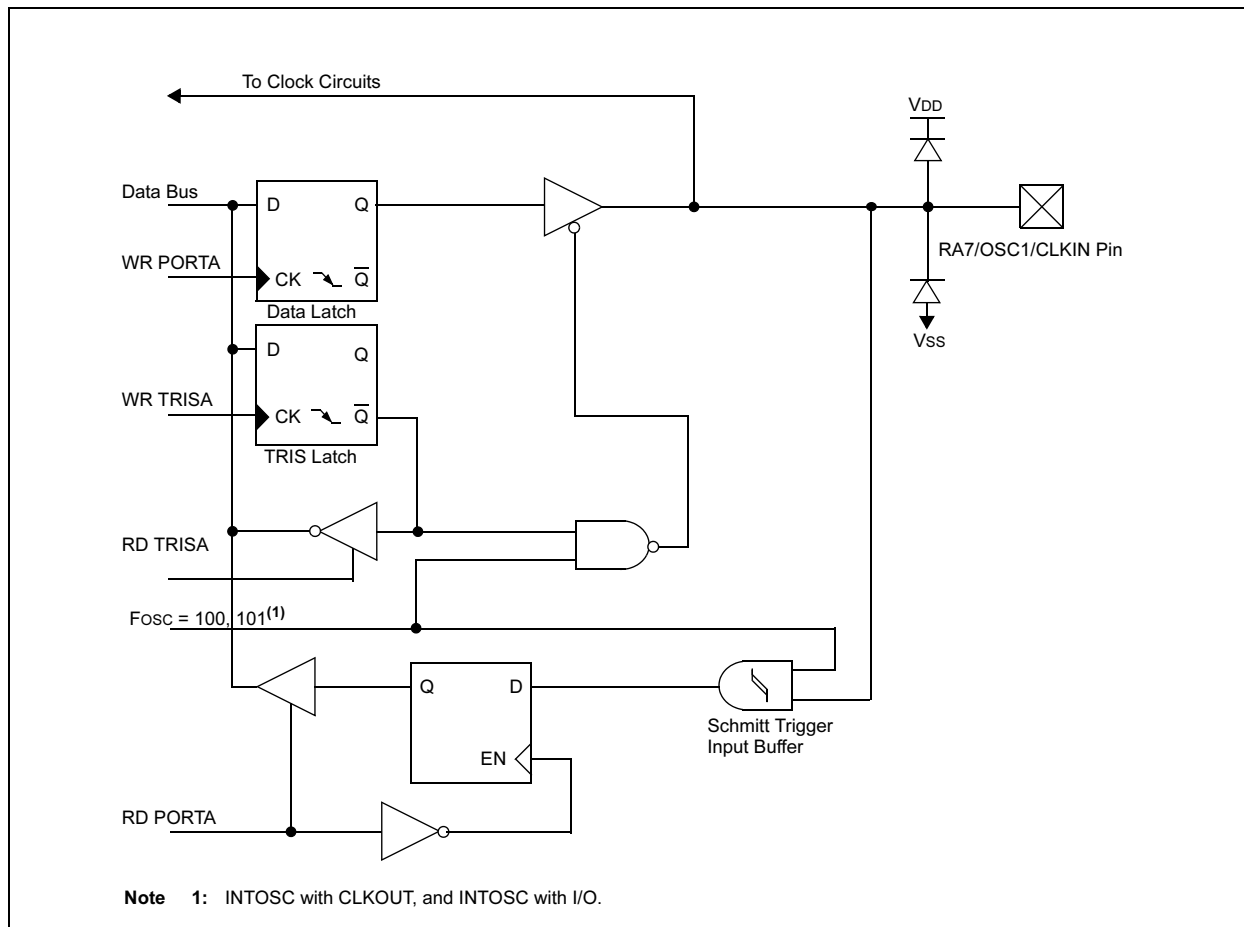 To Clock Circuits
VDD
Data Bus
D
Q
RA7/OSC1/CLKIN Pin
WR PORTA
CK
Q̅
Data Latch
VSS
D
Q
WR TRISA
CK
Q̅
TRIS Latch
RD TRISA
FOSC = 100, 101(1)
Q
D
Schmitt Trigger
Input Buffer
EN
RD PORTA
Note 1: INTOSC with CLKOUT, and INTOSC with I/O.